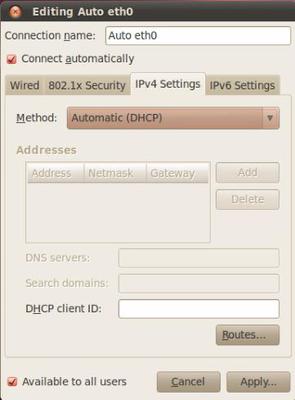 Editing Auto eth0
Connection name: Auto eth0
Connect automatically
Wired 802.1x Security IPv4 Settings IPv6 Settings
Method: Automatic (DHCP)
Addresses
Address Netmask Gateway Add
Delete
DNS servers:
Search domains:
DHCP client ID:
Routes...
Available to all users Cancel Apply...